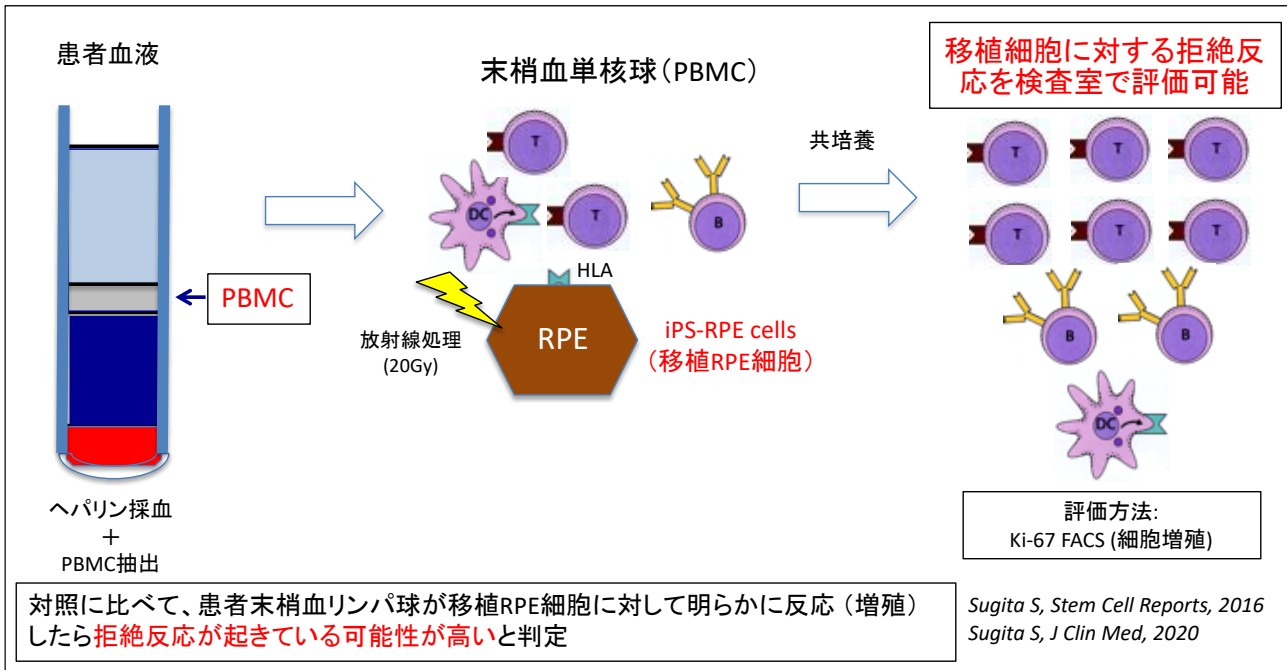 患者血液
PBMC
ヘパリン採血
＋
PBMC抽出
末梢血単核球（PBMC）
T
DC
T
B
HLA
放射線処理
(20Gy)
RPE
iPS-RPE cells
（移植RPE細胞）
共培養
移植細胞に対する拒絶反
応を検査室で評価可能
T
T
T
T
T
T
B
B
DC
評価方法:
Ki-67 FACS (細胞増殖)
対照に比べて、患者末梢血リンパ球が移植RPE細胞に対して明らかに反応（増殖）
したら拒絶反応が起きている可能性が高いと判定
Sugita S, Stem Cell Reports, 2016
Sugita S, J Clin Med, 2020